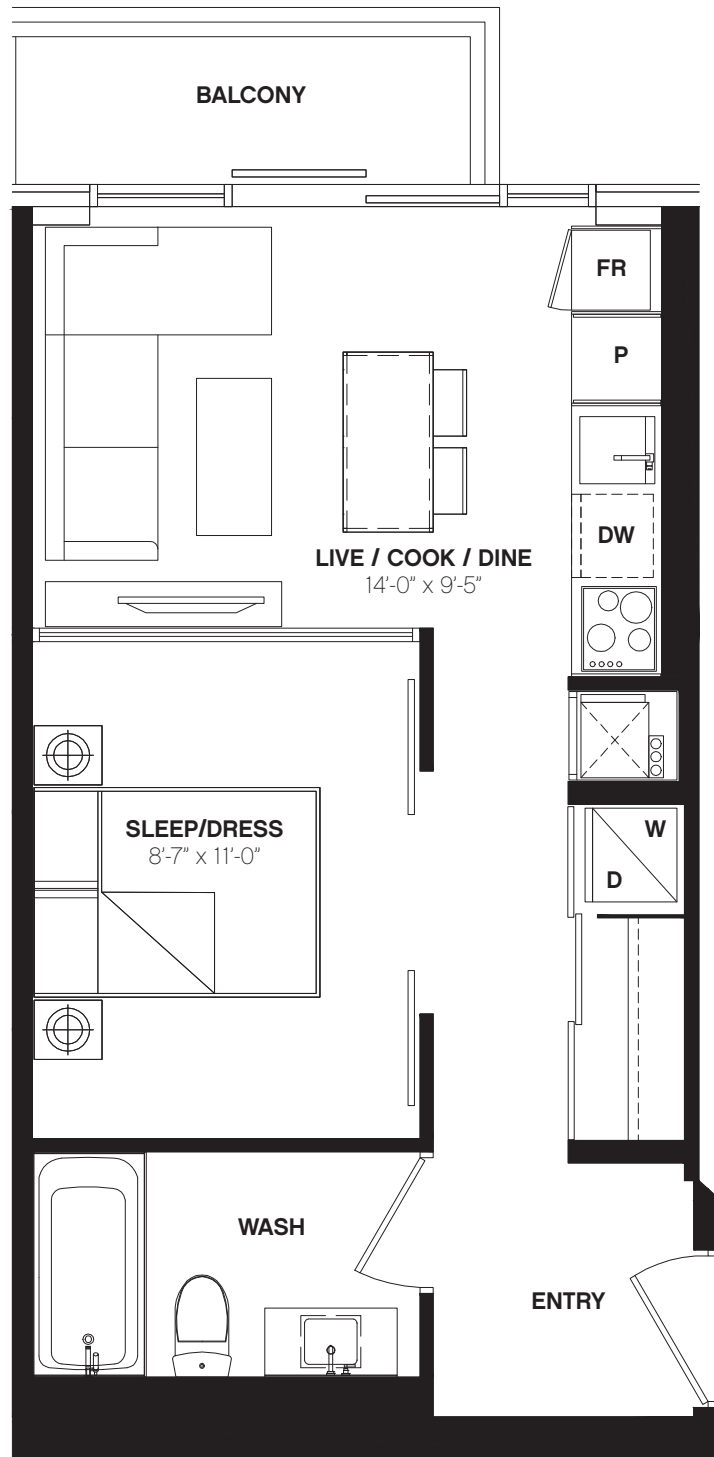 BALCONY
FR
P
DW
LIVE / COOK / DINE
14'-0" x 9'-5"
SLEEP/DRESS
8'-7" x 11'-0"
W
D
WASH
ENTRY